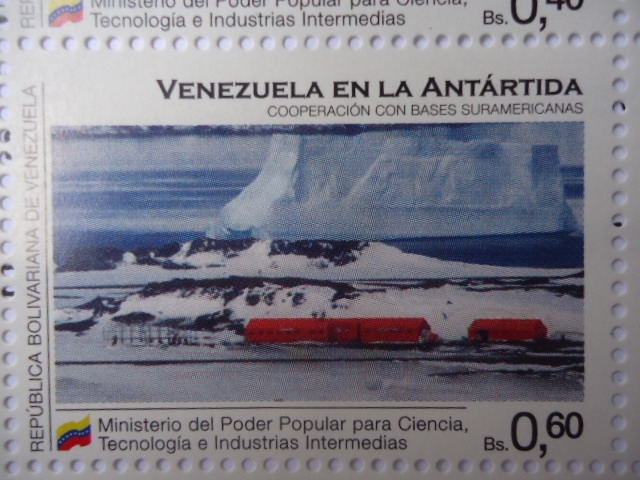 Ministerio del Poder Popular para Ciencia,
Tecnología e Industrias Intermedias
Bs. 0,40
VENEZUELA EN LA ANTÁRTIDA
COOPERACIÓN CON BASES SURAMERICANAS
REPÚBLICA BOLIVARIANA DE VENEZUELA
Ministerio del Poder Popular para Ciencia,
Tecnología e Industrias Intermedias
Bs. 0,60